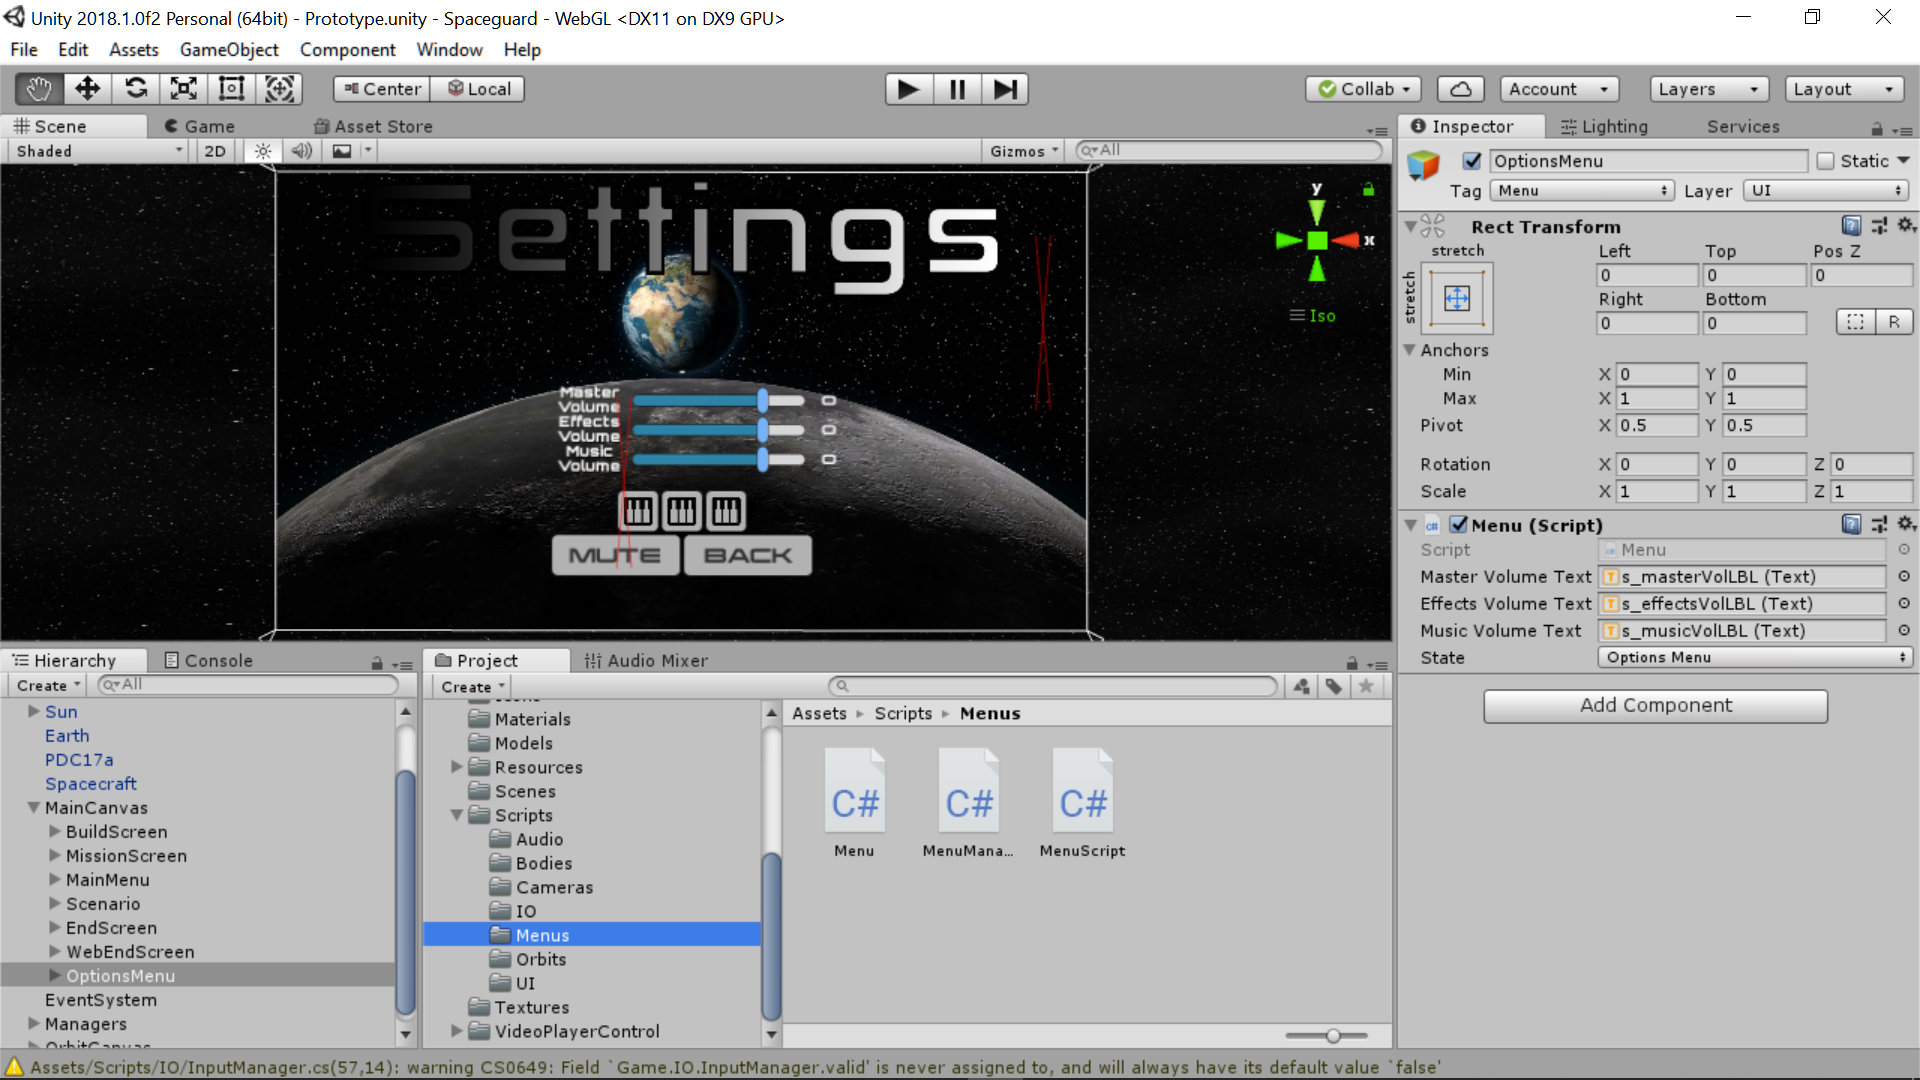 Unity 2018.1.0f2 Personal (64bit) - Prototype.unity - Spaceguard - WebGL <DX11 on DX9 GPU>
File Edit Assets GameObject Component Window Help
Center Local Collab Account Layers Layout
Scene Game Asset Store
Shaded 2D Gizmos All
Settings
y
x
Iso
Master Volume 0
Effects Volume 0
Music Volume 0
MUTE BACK
Inspector Lighting Services
OptionsMenu Static
Tag Menu Layer UI
Rect Transform
stretch Left Top Pos Z
stretch
0 0 0
Right Bottom
0 0 R
Anchors
Min X 0 Y 0
Max X 1 Y 1
Pivot X 0.5 Y 0.5
Rotation X 0 Y 0 Z 0
Scale X 1 Y 1 Z 1
Menu (Script)
Script Menu
Master Volume Text s_masterVolLBL (Text)
Effects Volume Text s_effectsVolLBL (Text)
Music Volume Text s_musicVolLBL (Text)
State Options Menu
Add Component
Hierarchy Console
Create All
Sun
Earth
PDC17a
Spacecraft
MainCanvas
BuildScreen
MissionScreen
MainMenu
Scenario
EndScreen
WebEndScreen
OptionsMenu
EventSystem
Managers
OrbitCanvas
Project Audio Mixer
Create
Materials
Models
Resources
Scenes
Scripts
Audio
Bodies
Cameras
IO
Menus
Orbits
UI
Textures
VideoPlayerControl
Assets Scripts Menus
C# C# C#
Menu MenuMana... MenuScript
Assets/Scripts/IO/InputManager.cs(57,14): warning CS0649: Field `Game.IO.InputManager.valid' is never assigned to, and will always have its default value `false'